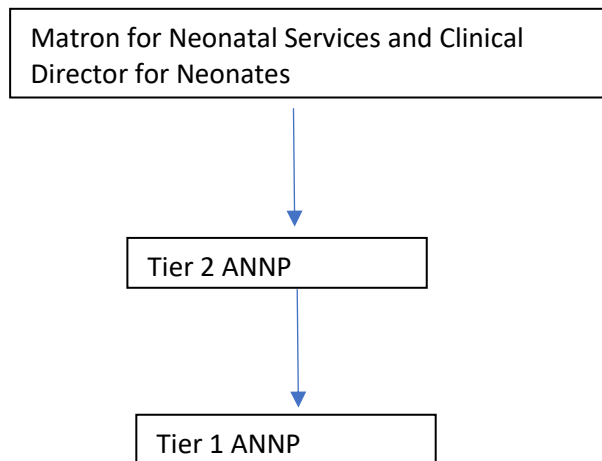 Matron for Neonatal Services and Clinical
Director for Neonates
Tier 2 ANNP
Tier 1 ANNP